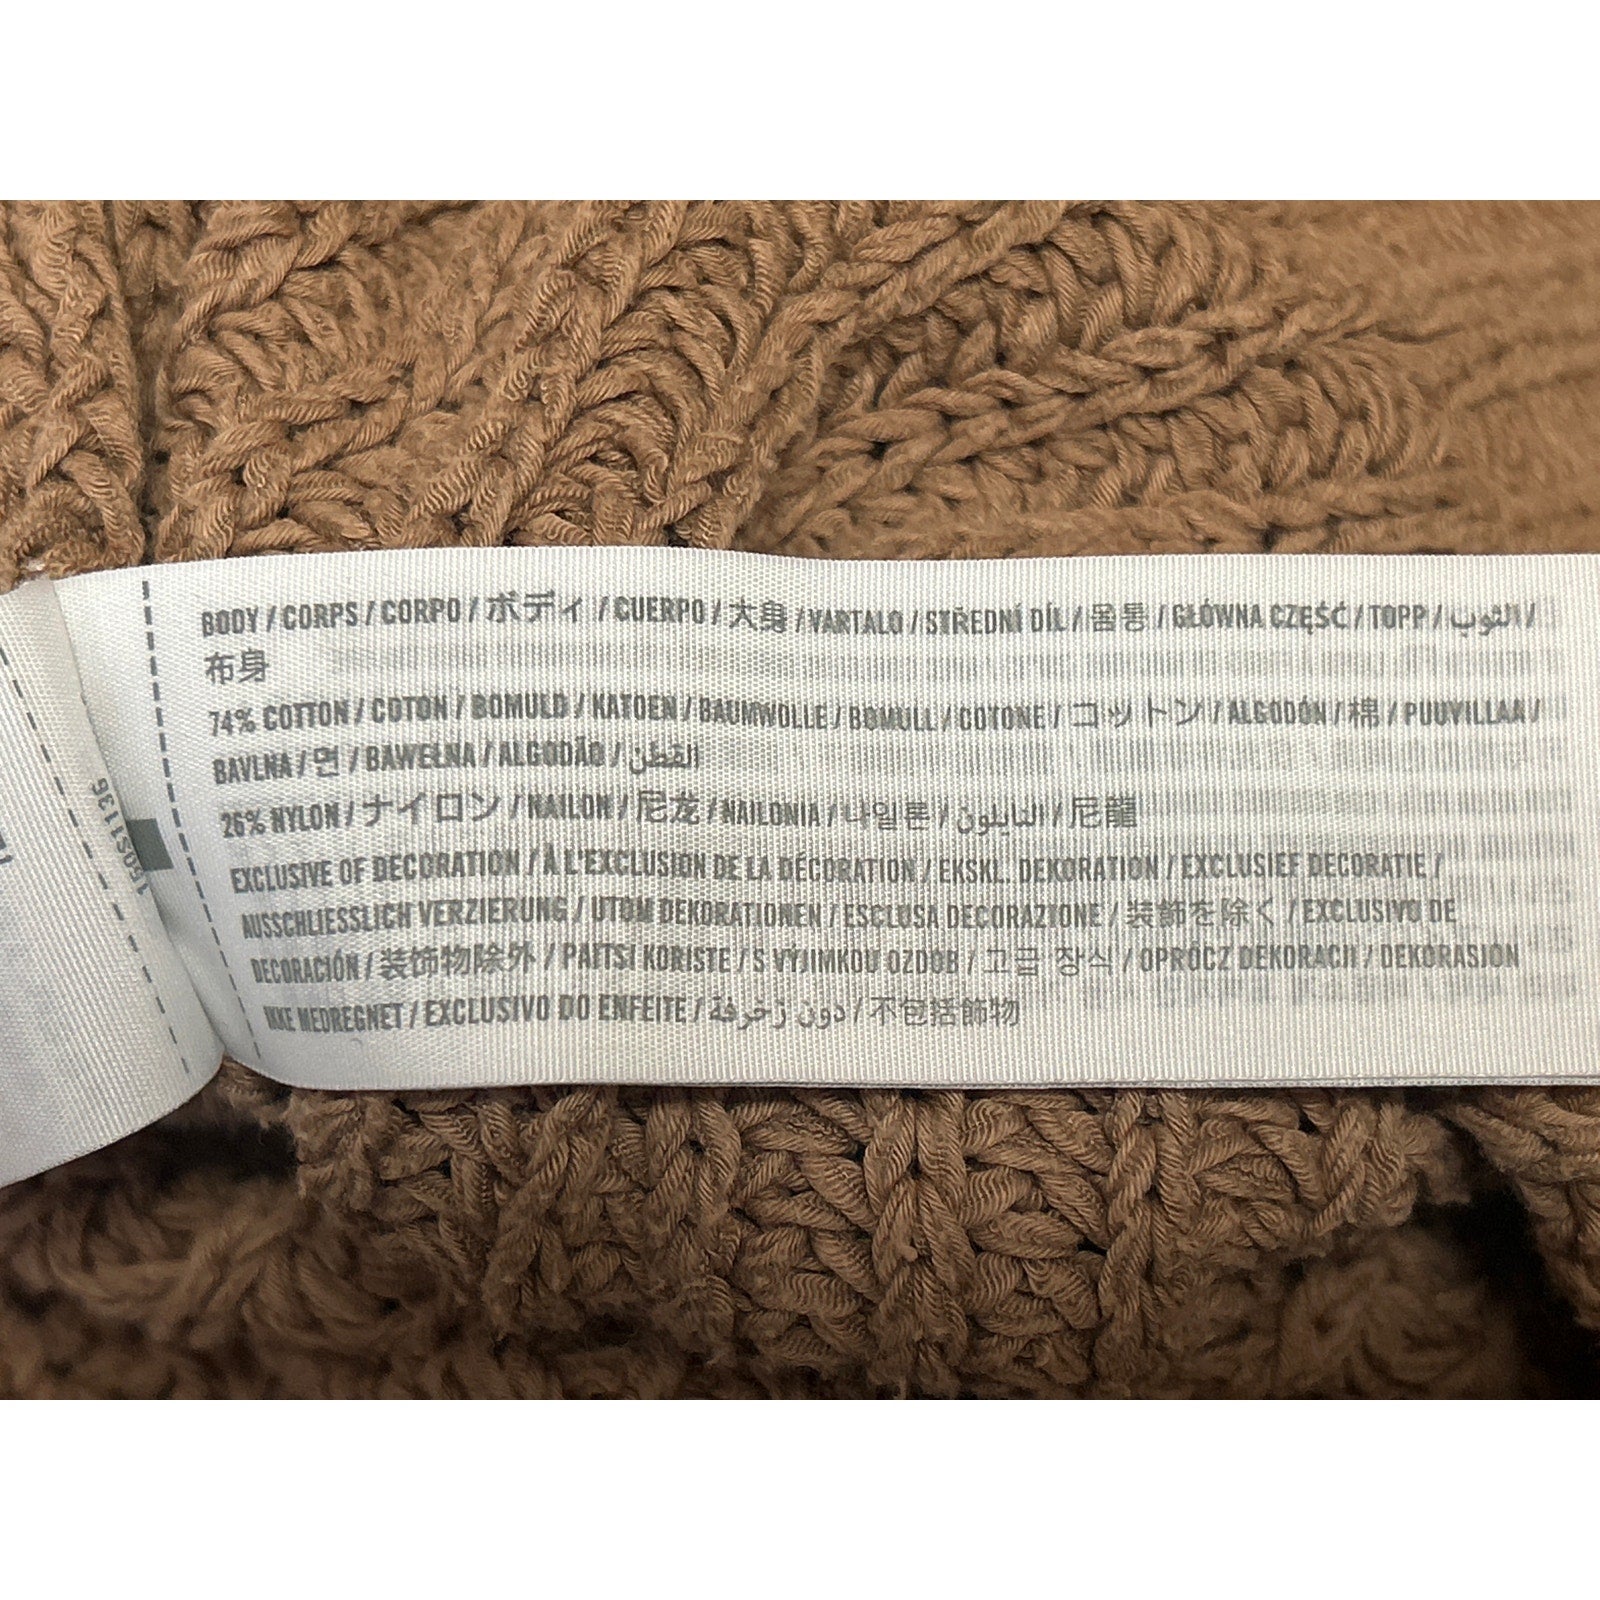 BODY / CORPS / CORPO / ボディ / CUERPO / 大身 / VARTALO / STŘEDNÍ DÍL / 몸통 / GŁÓWNA CZĘŚĆ / TOPP / الثوب /
布身
74% COTTON / COTON / BOMULD / KATOEN / BAUMWOLLE / BOMULL / COTONE / コットン / ALGODÓN / 棉 / PUUVILLAA /
BAVLNA / 면 / BAWEŁNA / ALGODÃO / القطن
26% NYLON / ナイロン / NAILON / 尼龙 / NAILONIA / 나일론 / النايلون / 尼龍
EXCLUSIVE OF DECORATION / À L'EXCLUSION DE LA DÉCORATION / EKSKL. DEKORATION / EXCLUSIEF DECORATIE /
AUSSCHLIESSLICH VERZIERUNG / UTOM DEKORATIONEN / ESCLUSA DECORAZIONE / 装飾を除く / EXCLUSIVO DE
DECORACIÓN / 装饰物除外 / PAITSI KORISTE / S VÝJIMKOU OZDOB / 고급 장식 / OPRÓCZ DEKORACJI / DEKORASJON
IKKE MEDREGNET / EXCLUSIVO DO ENFEITE / دون زخرفة / 不包括飾物